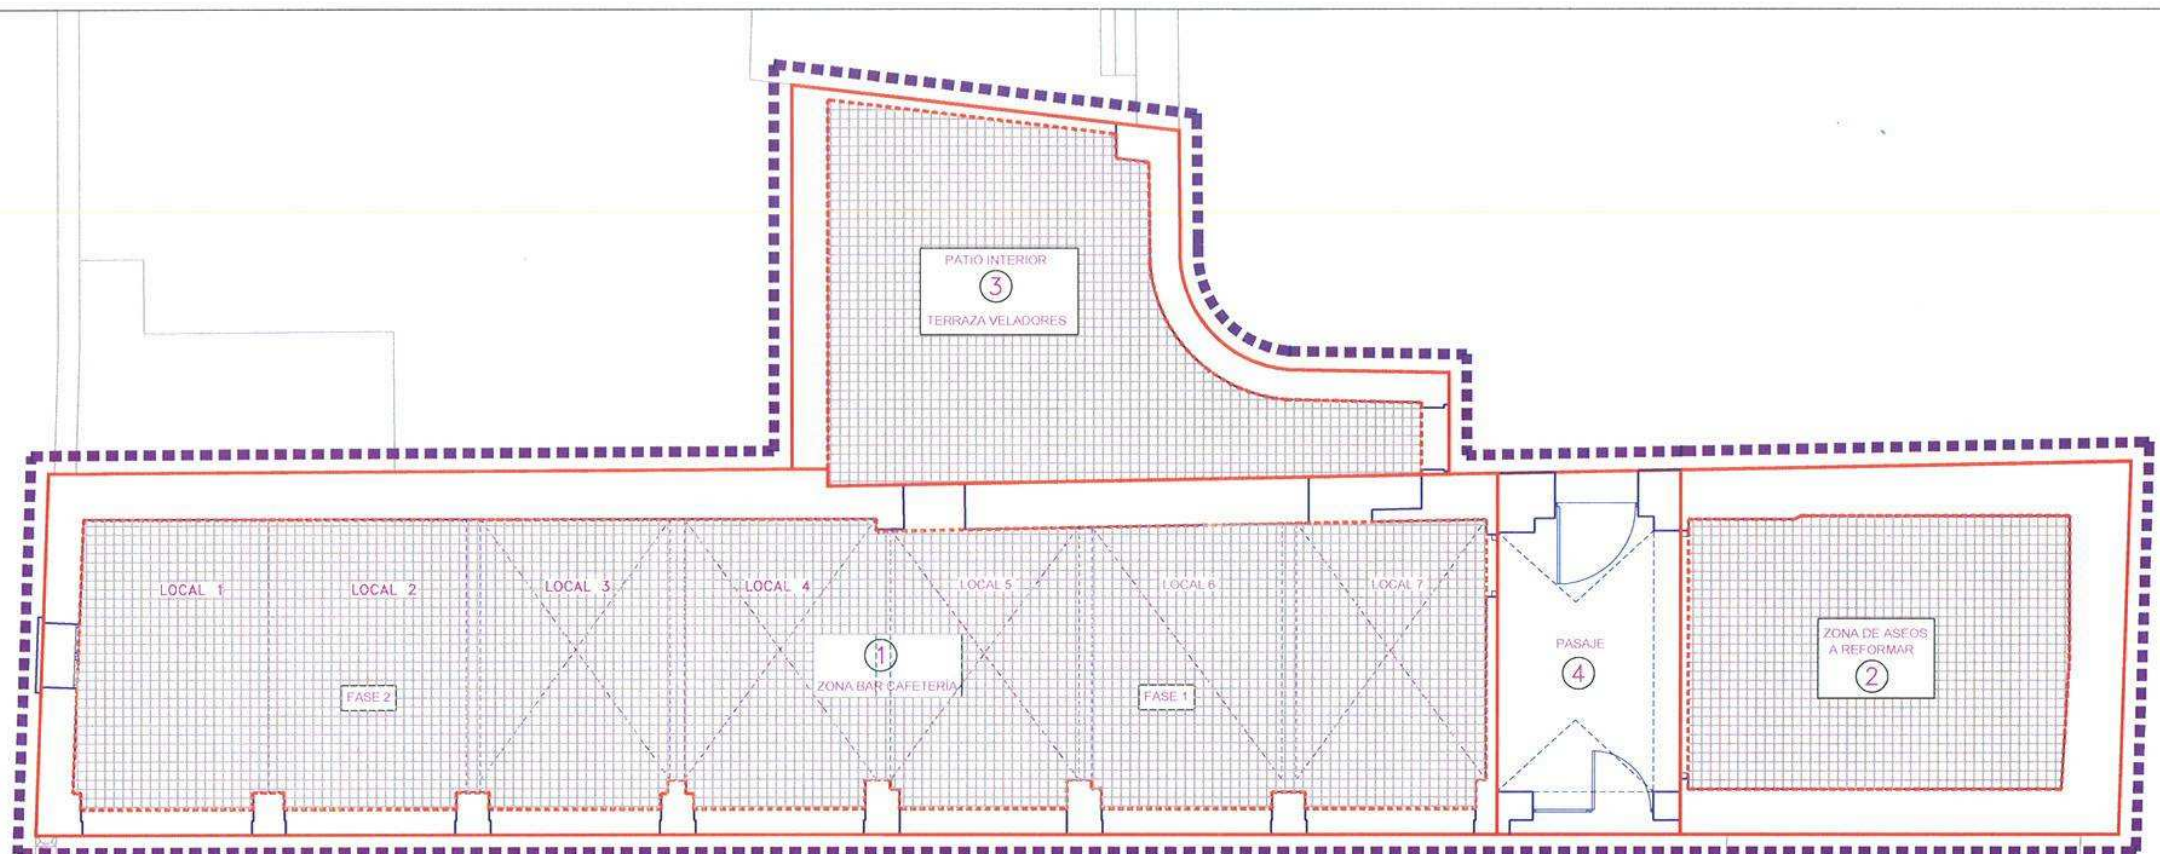 PATIO INTERIOR
3
TERRAZA VELADORES
LOCAL 1
LOCAL 2
LOCAL 3
LOCAL 4
LOCAL 5
LOCAL 6
LOCAL 7
1
ZONA BAR CAFETERÍA
FASE 2
FASE 1
PASAJE
4
ZONA DE ASEOS
A REFORMAR
2